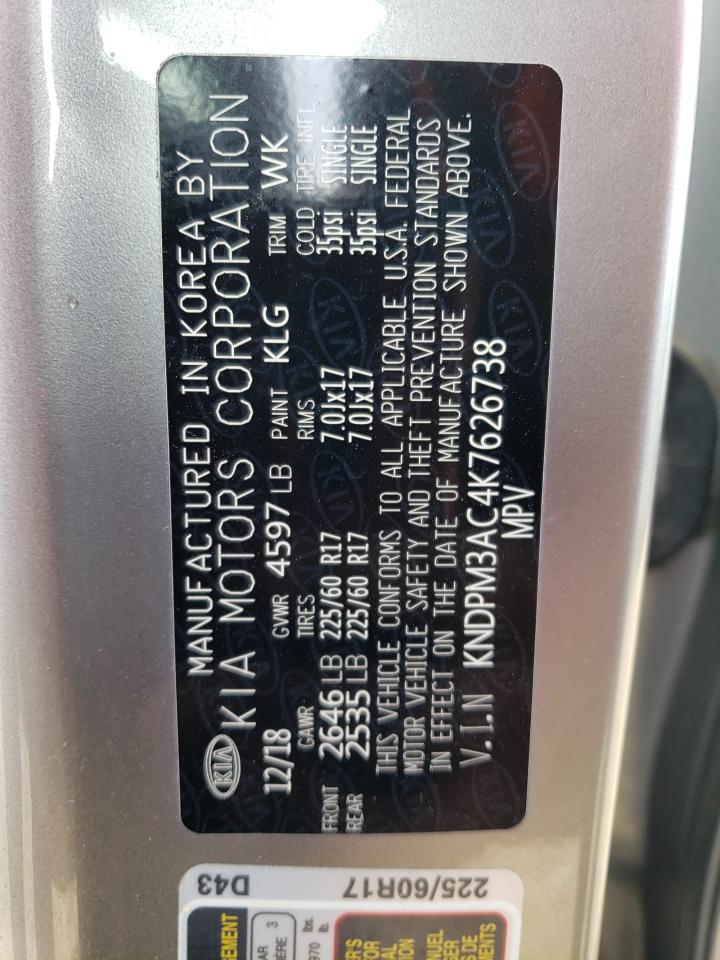 MANUFACTURED IN KOREA BY
KIA KIA MOTORS CORPORATION
12/18 GVWR 4597 LB PAINT KLG TRIM WK
GAWR TIRES RIMS COLD TIRE INFL
FRONT 2646 LB 225/60 R17 7.0Jx17 35psi SINGLE
REAR 2535 LB 225/60 R17 7.0Jx17 35psi SINGLE
THIS VEHICLE CONFORMS TO ALL APPLICABLE U.S.A. FEDERAL
MOTOR VEHICLE SAFETY AND THEFT PREVENTION STANDARDS
IN EFFECT ON THE DATE OF MANUFACTURE SHOWN ABOVE.
V.I.N KNDPM3AC4K7626738
MPV
225/60R17 D43